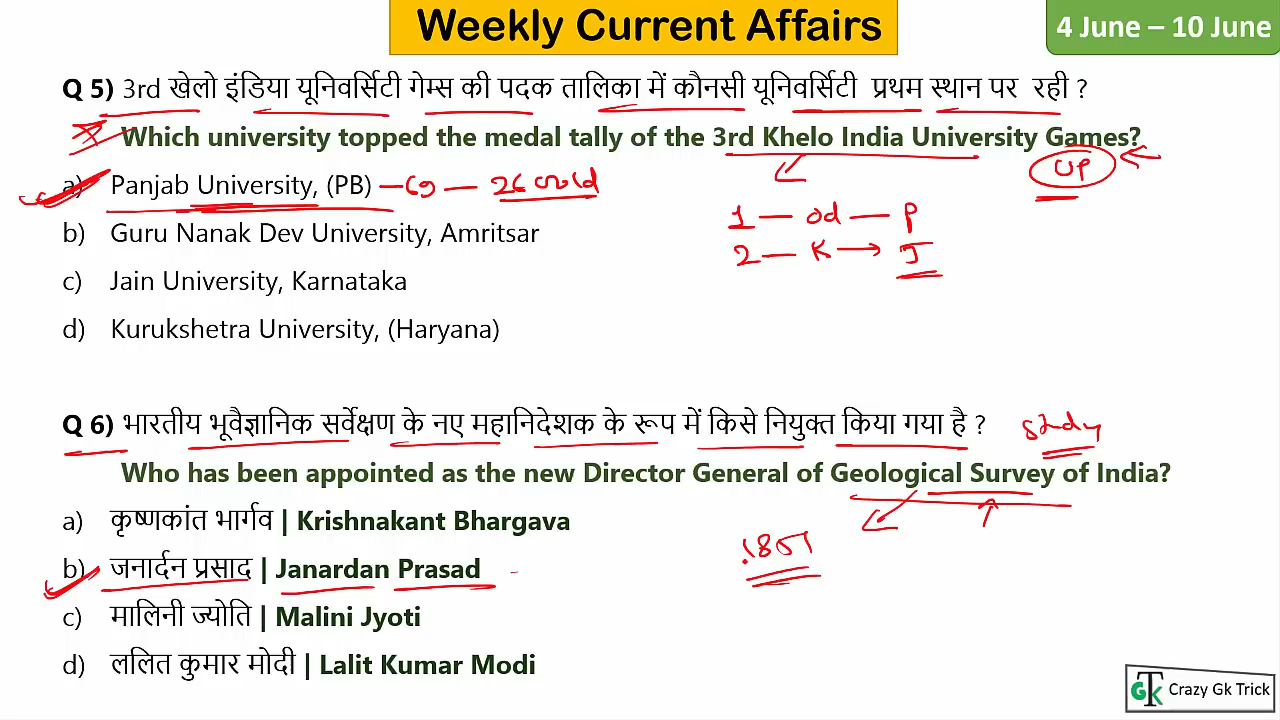 Weekly Current Affairs
4 June – 10 June
Q 5) 3rd खेलो इंडिया यूनिवर्सिटी गेम्स की पदक तालिका में कौनसी यूनिवर्सिटी प्रथम स्थान पर रही ?
Which university topped the medal tally of the 3rd Khelo India University Games?
UP
a) Panjab University, (PB) – 69 – 26 Gold
1 – od – P
b) Guru Nanak Dev University, Amritsar
2 – K → J
c) Jain University, Karnataka
d) Kurukshetra University, (Haryana)
Q 6) भारतीय भूवैज्ञानिक सर्वेक्षण के नए महानिदेशक के रूप में किसे नियुक्त किया गया है ?
study
Who has been appointed as the new Director General of Geological Survey of India?
a) कृष्णकांत भार्गव | Krishnakant Bhargava
1851
b) जनार्दन प्रसाद | Janardan Prasad
c) मालिनी ज्योति | Malini Jyoti
d) ललित कुमार मोदी | Lalit Kumar Modi
GTK Crazy Gk Trick